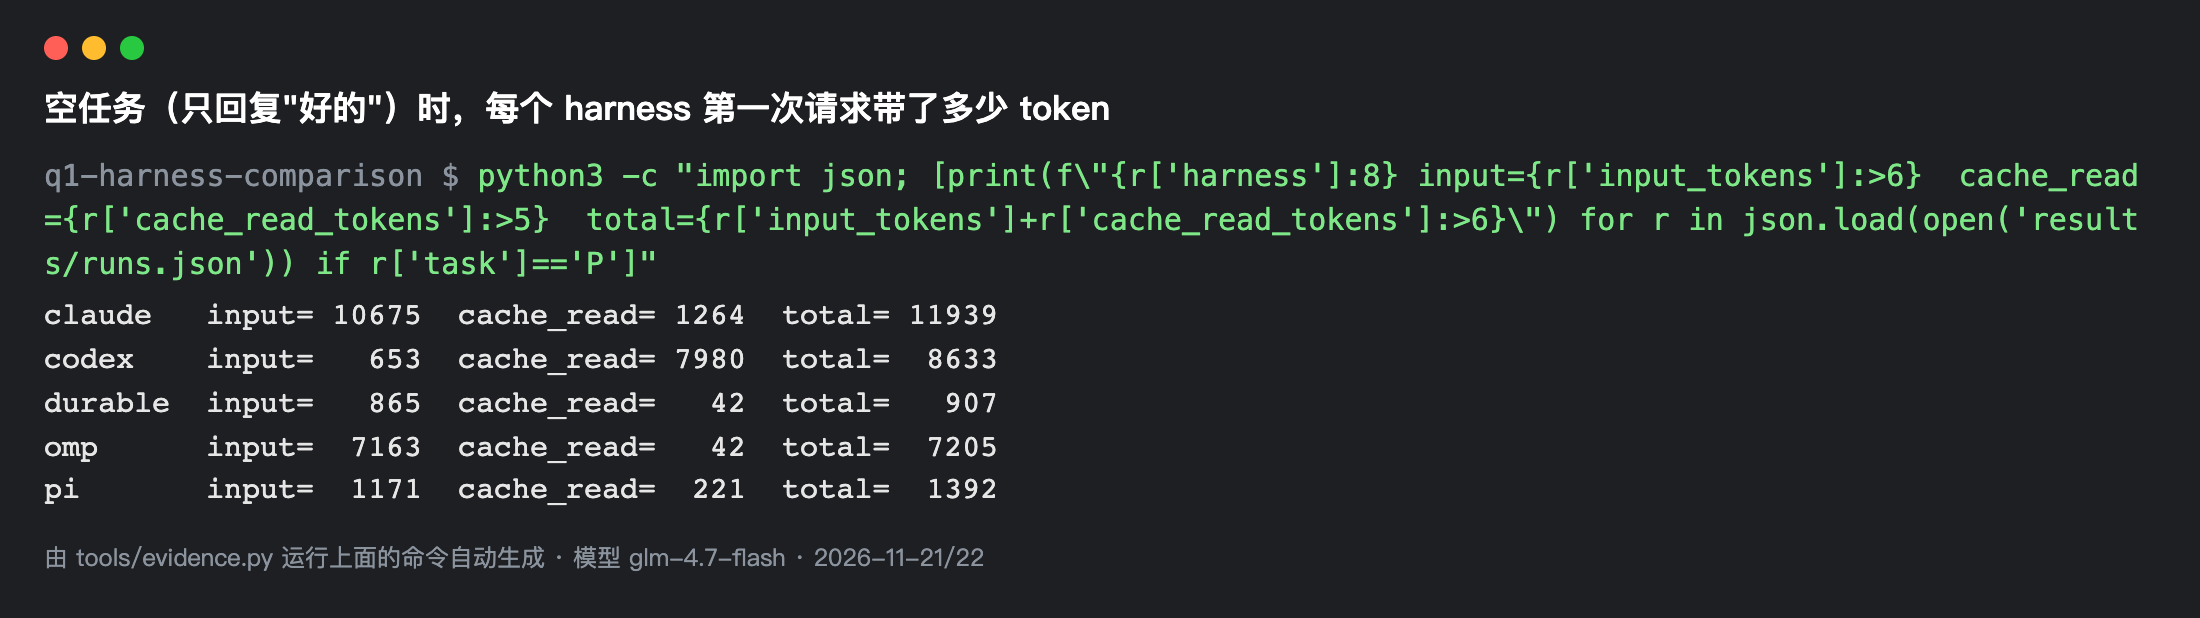 空任务（只回复"好的"）时，每个 harness 第一次请求带了多少 token
q1-harness-comparison $ python3 -c "import json; [print(f\"{r['harness']:8} input={r['input_tokens']:>6}  cache_read
={r['cache_read_tokens']:>5}  total={r['input_tokens']+r['cache_read_tokens']:>6}\") for r in json.load(open('result
s/runs.json')) if r['task']=='P']"
claude   input= 10675  cache_read= 1264  total= 11939
codex    input=   653  cache_read= 7980  total=  8633
durable  input=   865  cache_read=   42  total=   907
omp      input=  7163  cache_read=   42  total=  7205
pi       input=  1171  cache_read=  221  total=  1392
由 tools/evidence.py 运行上面的命令自动生成 · 模型 glm-4.7-flash · 2026-11-21/22